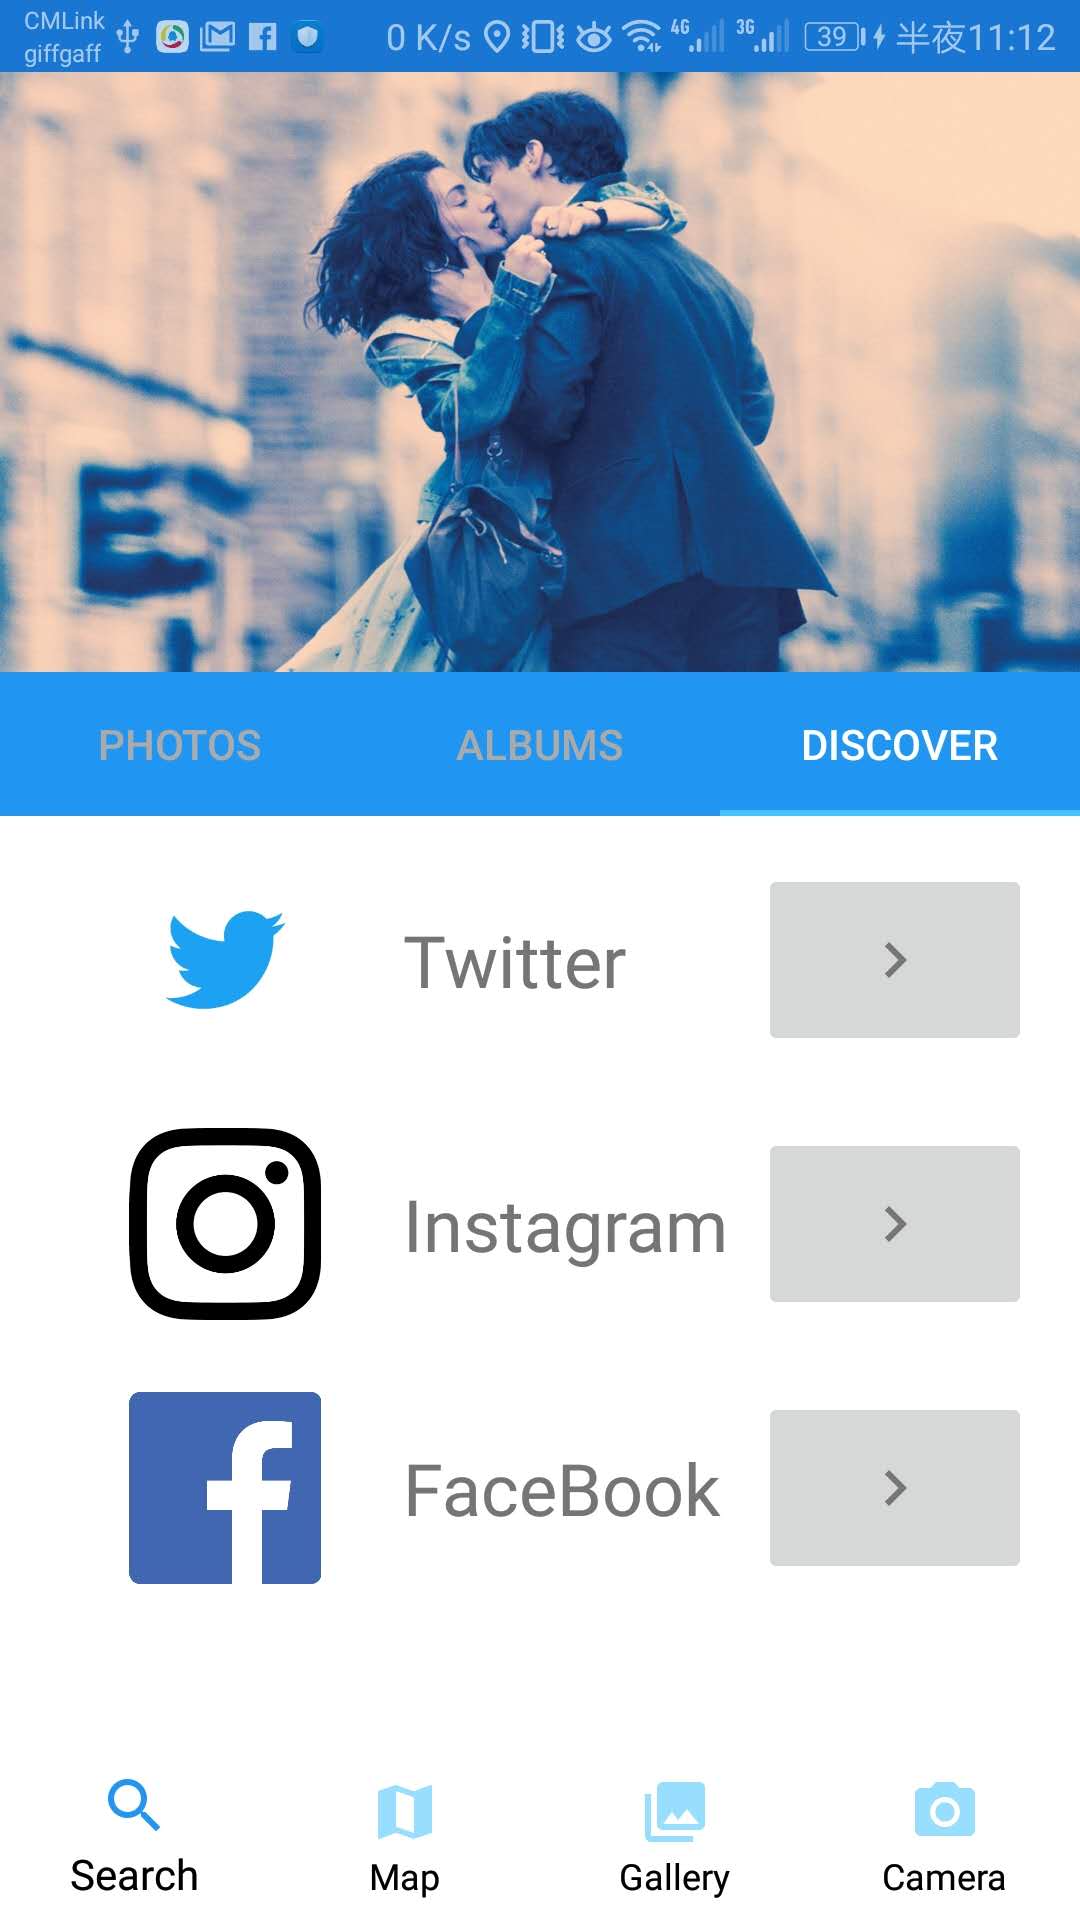 CMLink
giffgaff
0 K/s 4G 3G 39 半夜11:12
PHOTOS ALBUMS DISCOVER
Twitter
Instagram
FaceBook
Search Map Gallery Camera